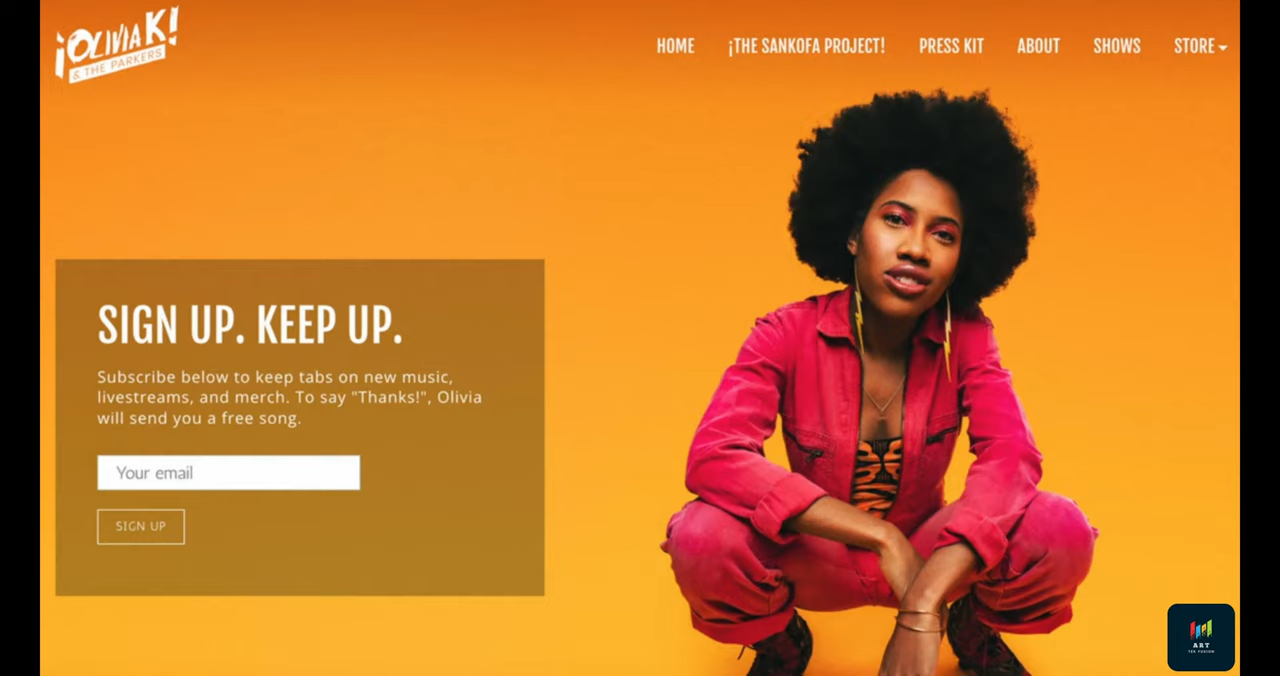 ¡OLIVIA K!
& THE PARKERS
HOME ¡THE SANKOFA PROJECT! PRESS KIT ABOUT SHOWS STORE
SIGN UP. KEEP UP.
Subscribe below to keep tabs on new music,
livestreams, and merch. To say "Thanks!", Olivia
will send you a free song.
Your email
SIGN UP
ART
TEK FUSION